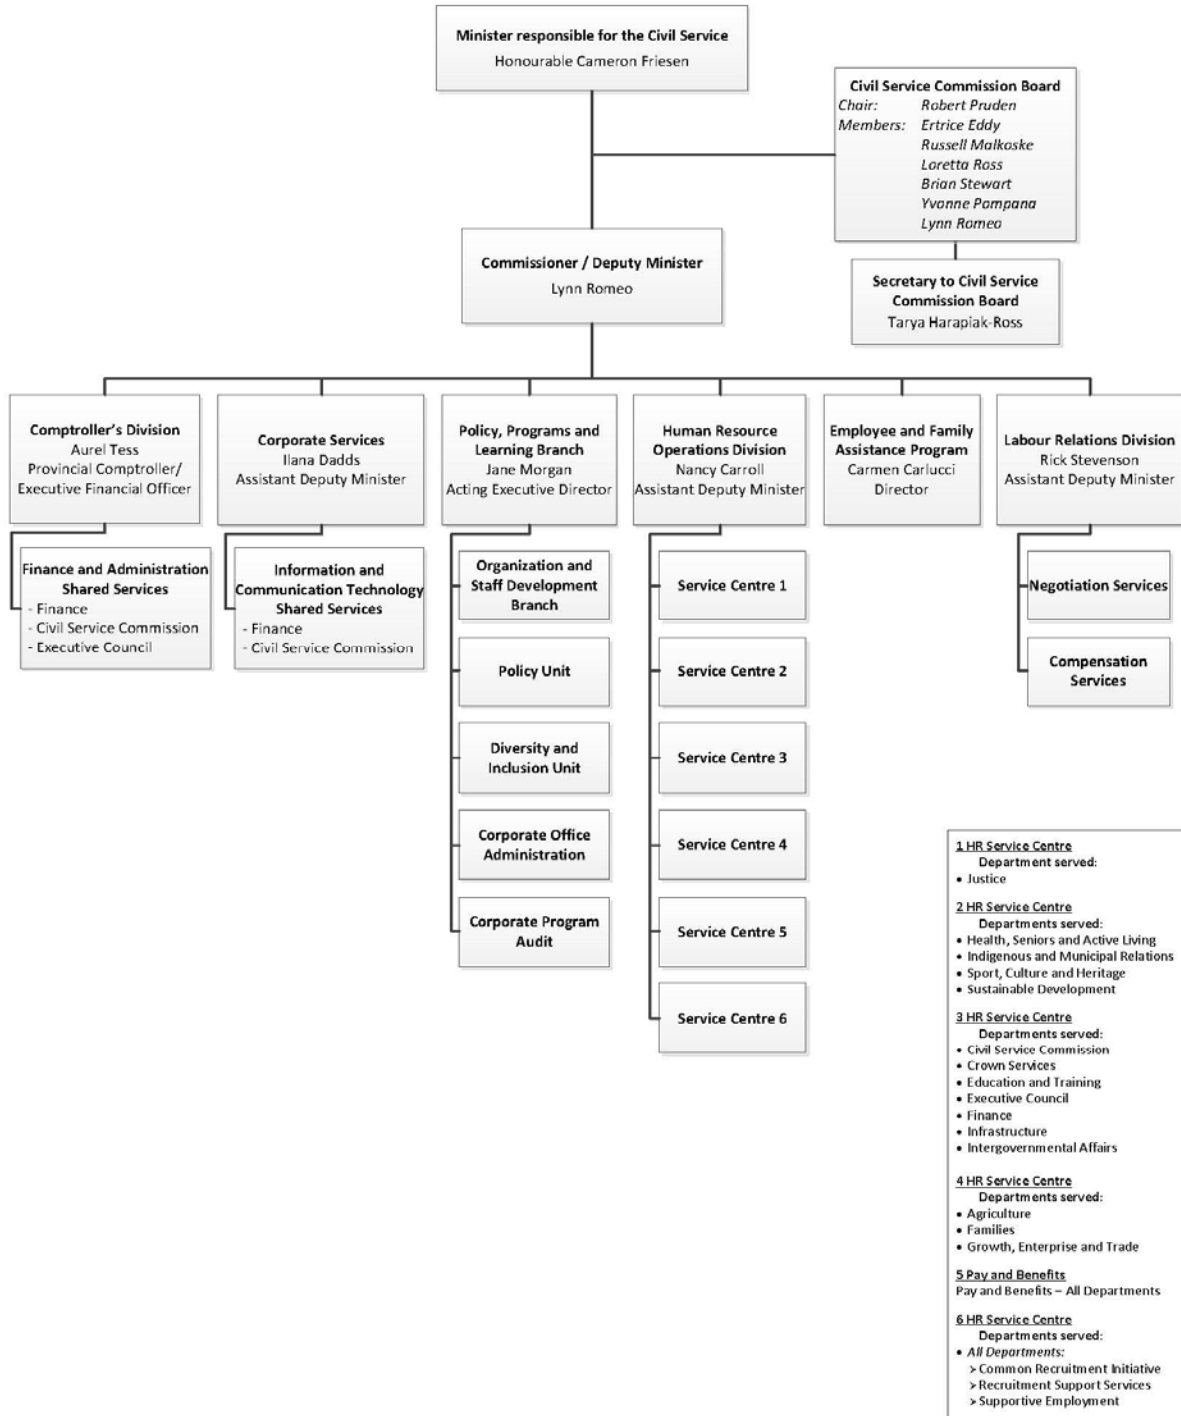 Minister responsible for the Civil Service
Honourable Cameron Friesen
Civil Service Commission Board
Chair: Robert Pruden
Members: Ertrice Eddy
Russell Malkoske
Loretta Ross
Brian Stewart
Yvonne Pompana
Lynn Romeo
Commissioner / Deputy Minister
Lynn Romeo
Secretary to Civil Service
Commission Board
Tarya Harapiak-Ross
Comptroller's Division
Aurel Tess
Provincial Comptroller/
Executive Financial Officer
Corporate Services
Ilana Dadds
Assistant Deputy Minister
Policy, Programs and
Learning Branch
Jane Morgan
Acting Executive Director
Human Resource
Operations Division
Nancy Carroll
Assistant Deputy Minister
Employee and Family
Assistance Program
Carmen Carlucci
Director
Labour Relations Division
Rick Stevenson
Assistant Deputy Minister
Finance and Administration
Shared Services
- Finance
- Civil Service Commission
- Executive Council
Information and
Communication Technology
Shared Services
- Finance
- Civil Service Commission
Organization and
Staff Development
Branch
Policy Unit
Diversity and
Inclusion Unit
Corporate Office
Administration
Corporate Program
Audit
Service Centre 1
Service Centre 2
Service Centre 3
Service Centre 4
Service Centre 5
Service Centre 6
Negotiation Services
Compensation
Services
1 HR Service Centre
Department served:
• Justice
2 HR Service Centre
Departments served:
• Health, Seniors and Active Living
• Indigenous and Municipal Relations
• Sport, Culture and Heritage
• Sustainable Development
3 HR Service Centre
Departments served:
• Civil Service Commission
• Crown Services
• Education and Training
• Executive Council
• Finance
• Infrastructure
• Intergovernmental Affairs
4 HR Service Centre
Departments served:
• Agriculture
• Families
• Growth, Enterprise and Trade
5 Pay and Benefits
Pay and Benefits – All Departments
6 HR Service Centre
Departments served:
• All Departments:
➢ Common Recruitment Initiative
➢ Recruitment Support Services
➢ Supportive Employment